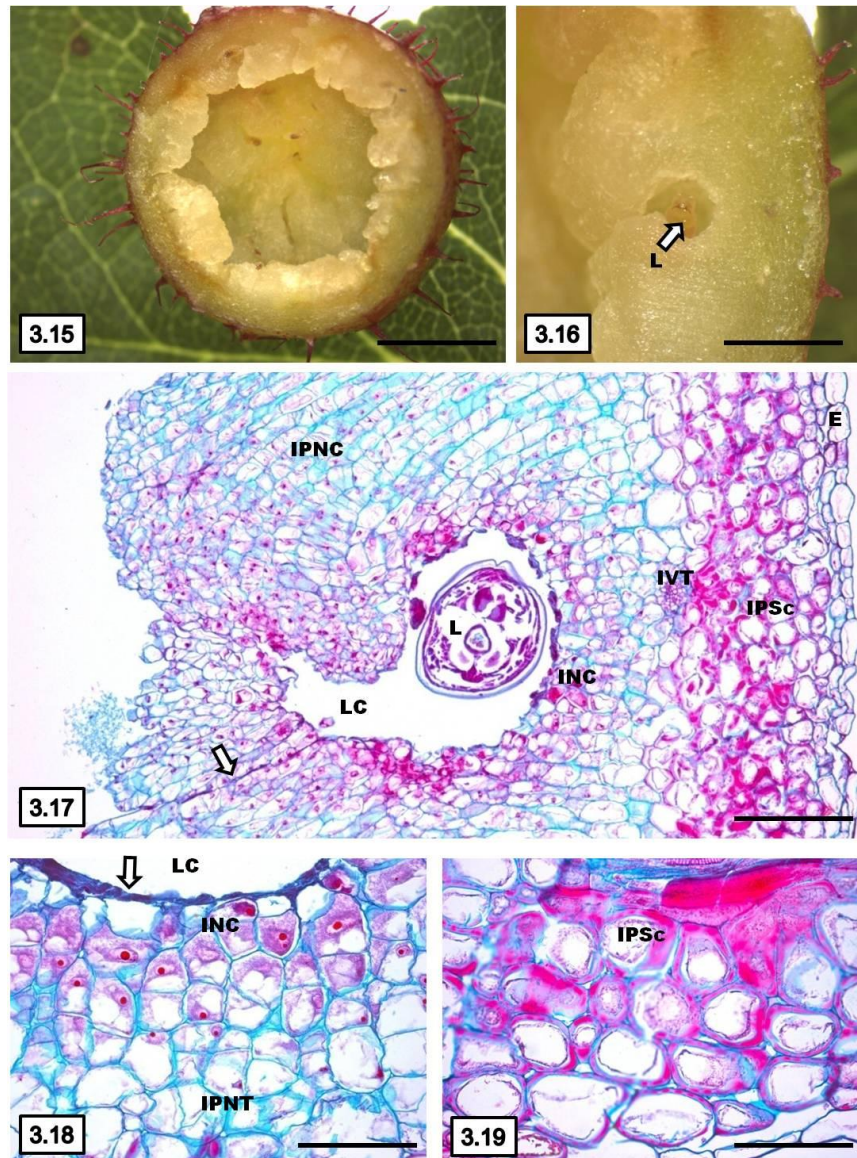 3.15
L
3.16
IPNC
E
IVT
IPSc
L
INC
LC
3.17
LC
INC
IPNT
3.18
IPSc
3.19